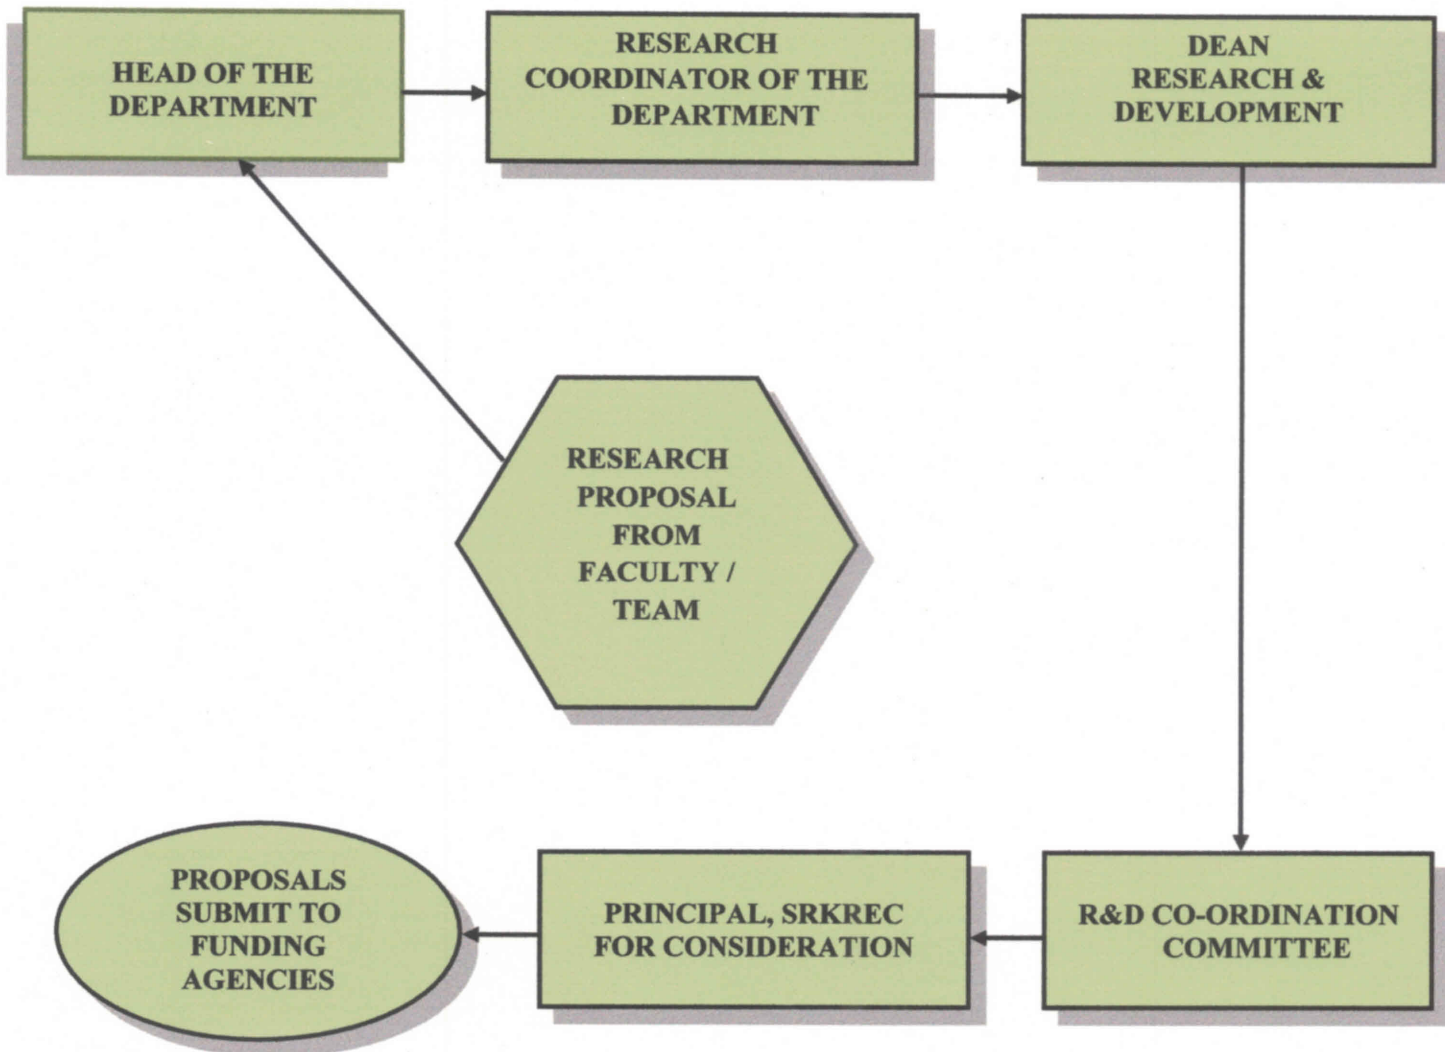 HEAD OF THE
DEPARTMENT
RESEARCH
COORDINATOR OF THE
DEPARTMENT
DEAN
RESEARCH &
DEVELOPMENT
RESEARCH
PROPOSAL
FROM
FACULTY /
TEAM
PROPOSALS
SUBMIT TO
FUNDING
AGENCIES
PRINCIPAL, SRKREC
FOR CONSIDERATION
R&D CO-ORDINATION
COMMITTEE